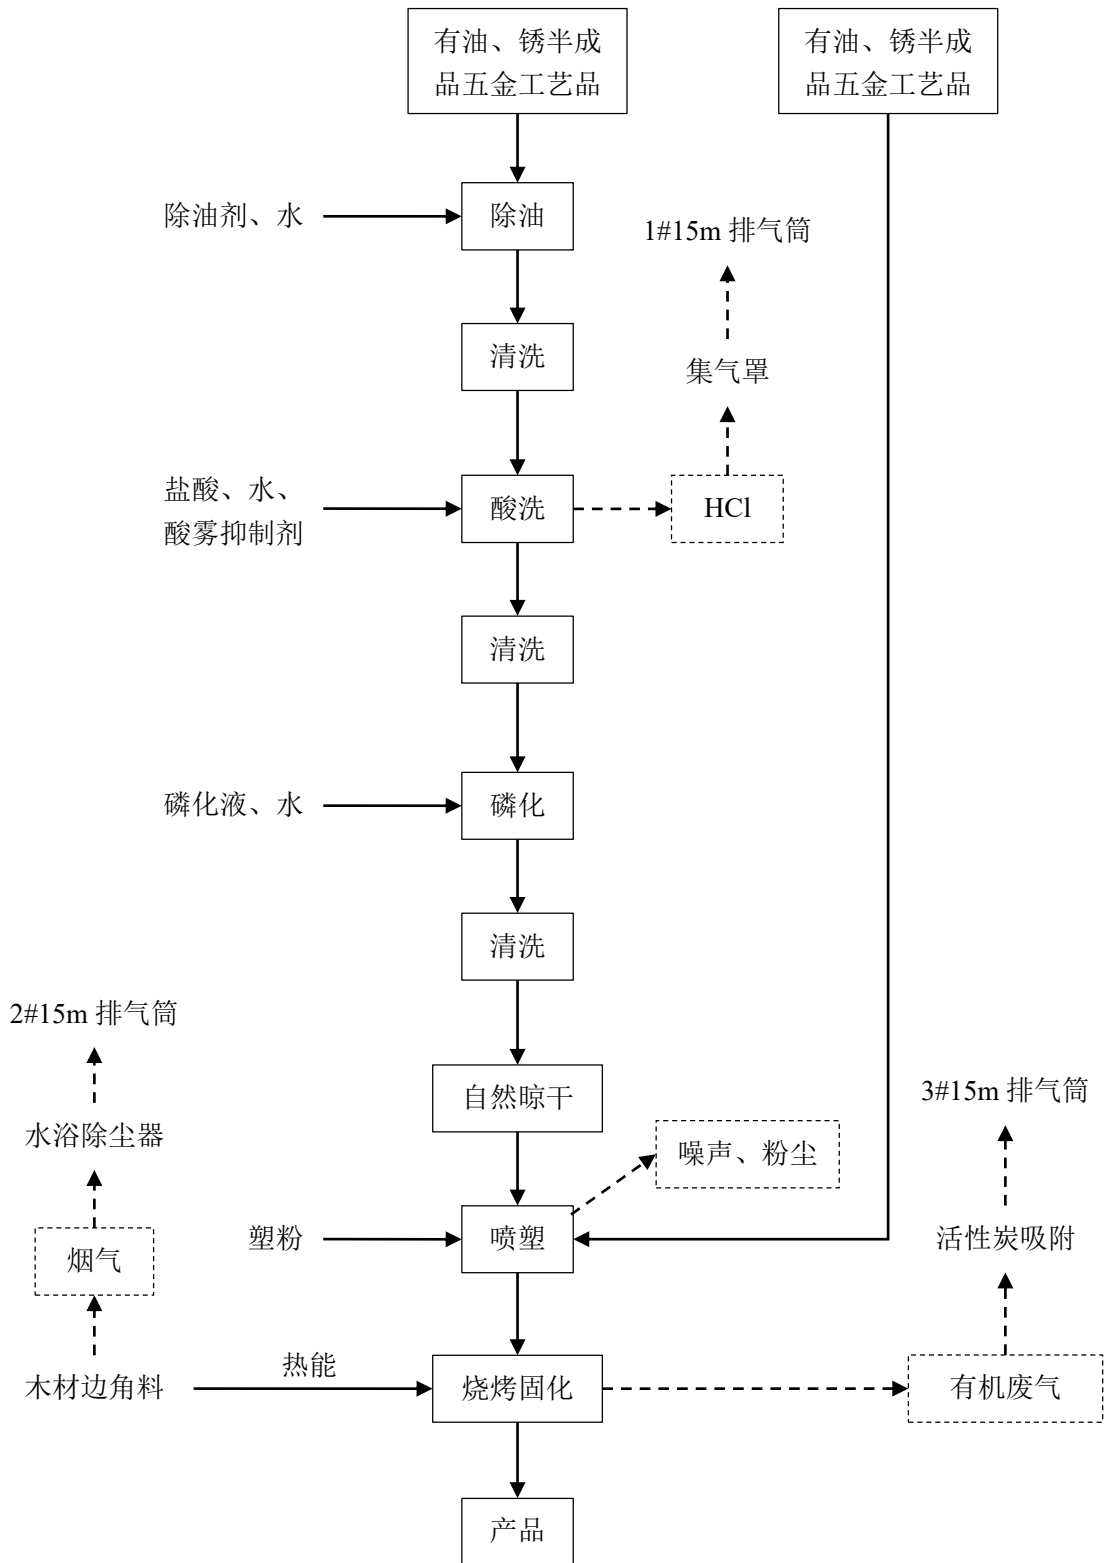 有油、锈半成
品五金工艺品
有油、锈半成
品五金工艺品
除油剂、水
除油
1#15m 排气筒
清洗
集气罩
盐酸、水、
酸雾抑制剂
酸洗
HCl
清洗
磷化液、水
磷化
清洗
2#15m 排气筒
自然晾干
3#15m 排气筒
水浴除尘器
噪声、粉尘
塑粉
喷塑
活性炭吸附
烟气
热能
木材边角料
烧烤固化
有机废气
产品